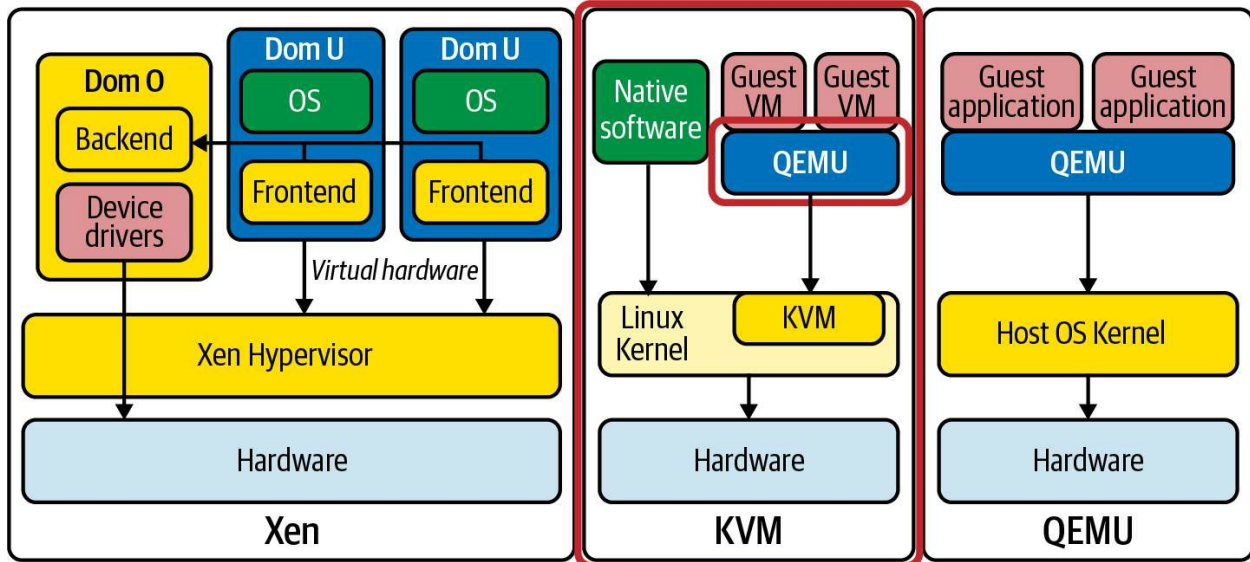 Dom O
Backend
Device
drivers
Dom U
OS
Frontend
Dom U
OS
Frontend
Virtual hardware
Xen Hypervisor
Hardware
Xen
Native
software
Guest
VM
Guest
VM
QEMU
Linux
Kernel
KVM
Hardware
KVM
Guest
application
Guest
application
QEMU
Host OS Kernel
Hardware
QEMU